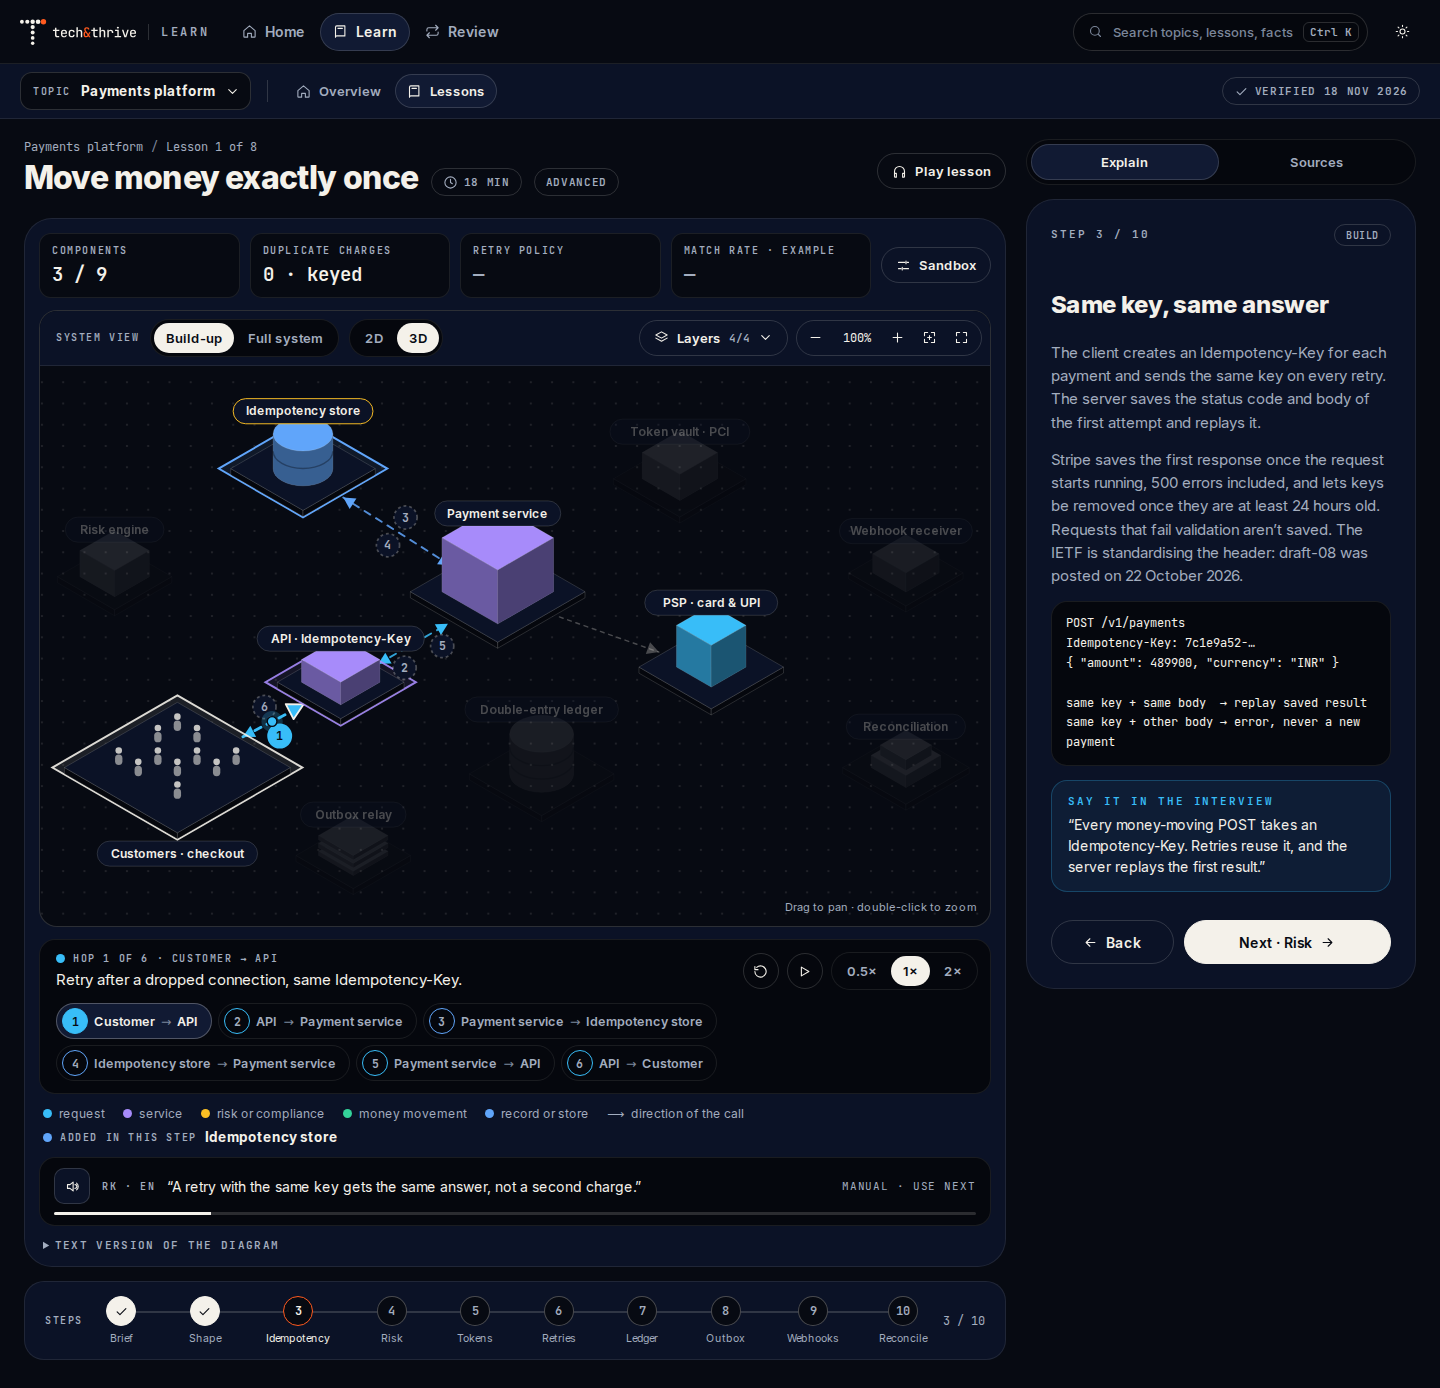 tech&thrive LEARN Home Learn Review Search topics, lessons, facts Ctrl K
TOPIC Payments platform Overview Lessons VERIFIED 18 NOV 2026
Payments platform / Lesson 1 of 8
Move money exactly once 18 MIN ADVANCED Play lesson
COMPONENTS
3 / 9
DUPLICATE CHARGES
0 · keyed
RETRY POLICY
—
MATCH RATE · EXAMPLE
—
Sandbox
SYSTEM VIEW Build-up Full system 2D 3D Layers 4/4 100%
Idempotency store
Token vault · PCI
Payment service
Risk engine
Webhook receiver
3
4
PSP · card & UPI
API · Idempotency-Key
5
2
6
1
Double-entry ledger
Reconciliation
Outbox relay
Customers · checkout
Drag to pan · double-click to zoom
HOP 1 OF 6 · CUSTOMER → API
Retry after a dropped connection, same Idempotency-Key.
0.5× 1× 2×
1 Customer → API 2 API → Payment service 3 Payment service → Idempotency store
4 Idempotency store → Payment service 5 Payment service → API 6 API → Customer
request service risk or compliance money movement record or store → direction of the call
ADDED IN THIS STEP Idempotency store
RK · EN “A retry with the same key gets the same answer, not a second charge.” MANUAL · USE NEXT
TEXT VERSION OF THE DIAGRAM
STEPS 3 4 5 6 7 8 9 10 3 / 10
Brief Shape Idempotency Risk Tokens Retries Ledger Outbox Webhooks Reconcile
Explain Sources
STEP 3 / 10 BUILD
Same key, same answer
The client creates an Idempotency-Key for each
payment and sends the same key on every retry.
The server saves the status code and body of
the first attempt and replays it.
Stripe saves the first response once the request
starts running, 500 errors included, and lets keys
be removed once they are at least 24 hours old.
Requests that fail validation aren’t saved. The
IETF is standardising the header: draft-08 was
posted on 22 October 2026.
POST /v1/payments
Idempotency-Key: 7c1e9a52-…
{ "amount": 489900, "currency": "INR" }
same key + same body → replay saved result
same key + other body → error, never a new
payment
SAY IT IN THE INTERVIEW
“Every money-moving POST takes an
Idempotency-Key. Retries reuse it, and the
server replays the first result.”
← Back Next · Risk →